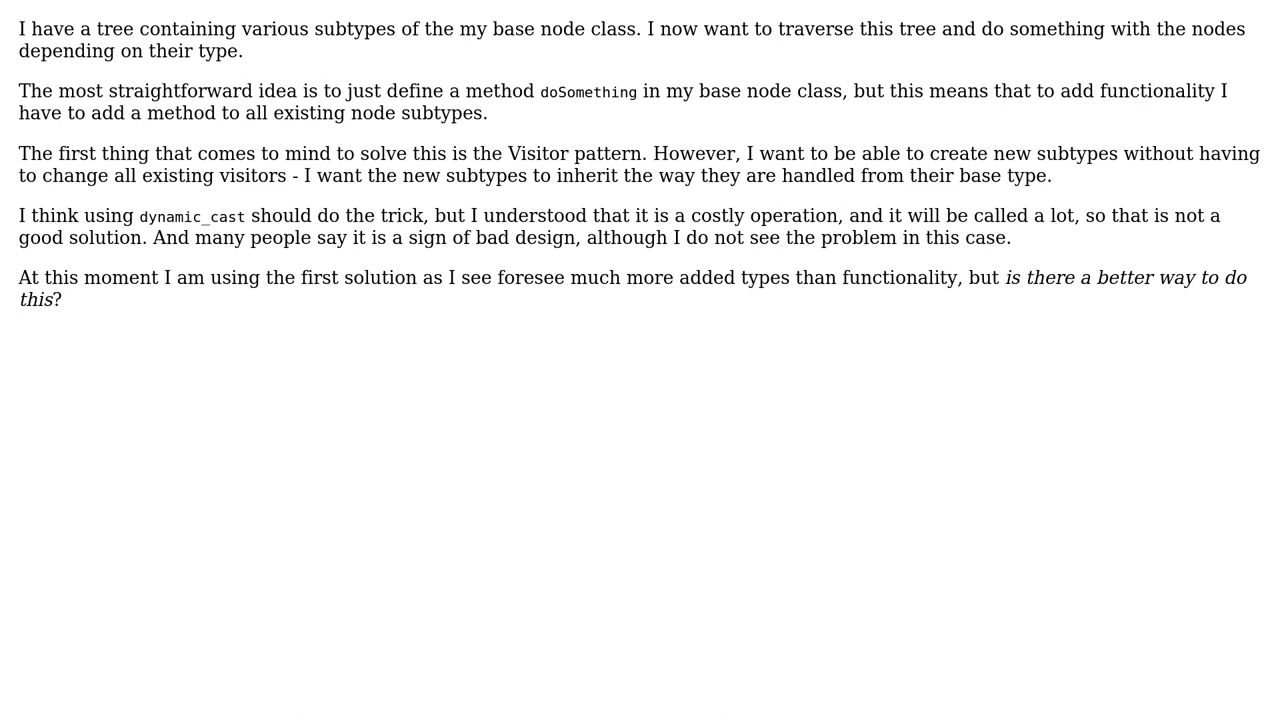 I have a tree containing various subtypes of the my base node class. I now want to traverse this tree and do something with the nodes
depending on their type.
The most straightforward idea is to just define a method doSomething in my base node class, but this means that to add functionality I
have to add a method to all existing node subtypes.
The first thing that comes to mind to solve this is the Visitor pattern. However, I want to be able to create new subtypes without having
to change all existing visitors - I want the new subtypes to inherit the way they are handled from their base type.
I think using dynamic_cast should do the trick, but I understood that it is a costly operation, and it will be called a lot, so that is not a
good solution. And many people say it is a sign of bad design, although I do not see the problem in this case.
At this moment I am using the first solution as I see foresee much more added types than functionality, but is there a better way to do
this?